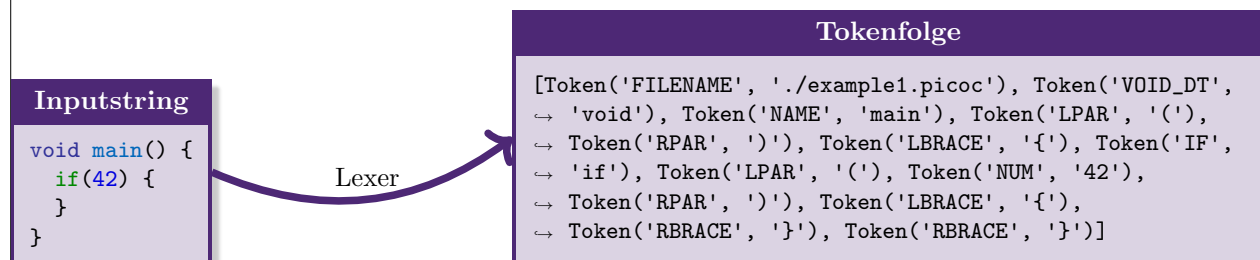 Inputstring
void main() {
  if(42) {
  }
}
Lexer
Tokenfolge
[Token('FILENAME', './example1.picoc'), Token('VOID_DT',
↪ 'void'), Token('NAME', 'main'), Token('LPAR', '('),
↪ Token('RPAR', ')'), Token('LBRACE', '{'), Token('IF',
↪ 'if'), Token('LPAR', '('), Token('NUM', '42'),
↪ Token('RPAR', ')'), Token('LBRACE', '{'),
↪ Token('RBRACE', '}'), Token('RBRACE', '}')]